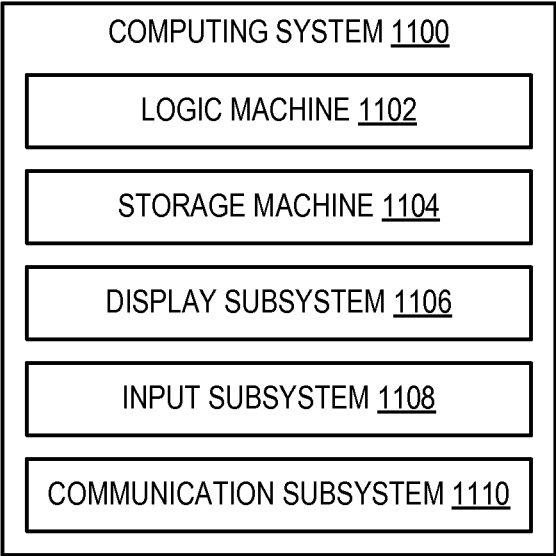 COMPUTING SYSTEM 1100
LOGIC MACHINE 1102
STORAGE MACHINE 1104
DISPLAY SUBSYSTEM 1106
INPUT SUBSYSTEM 1108
COMMUNICATION SUBSYSTEM 1110